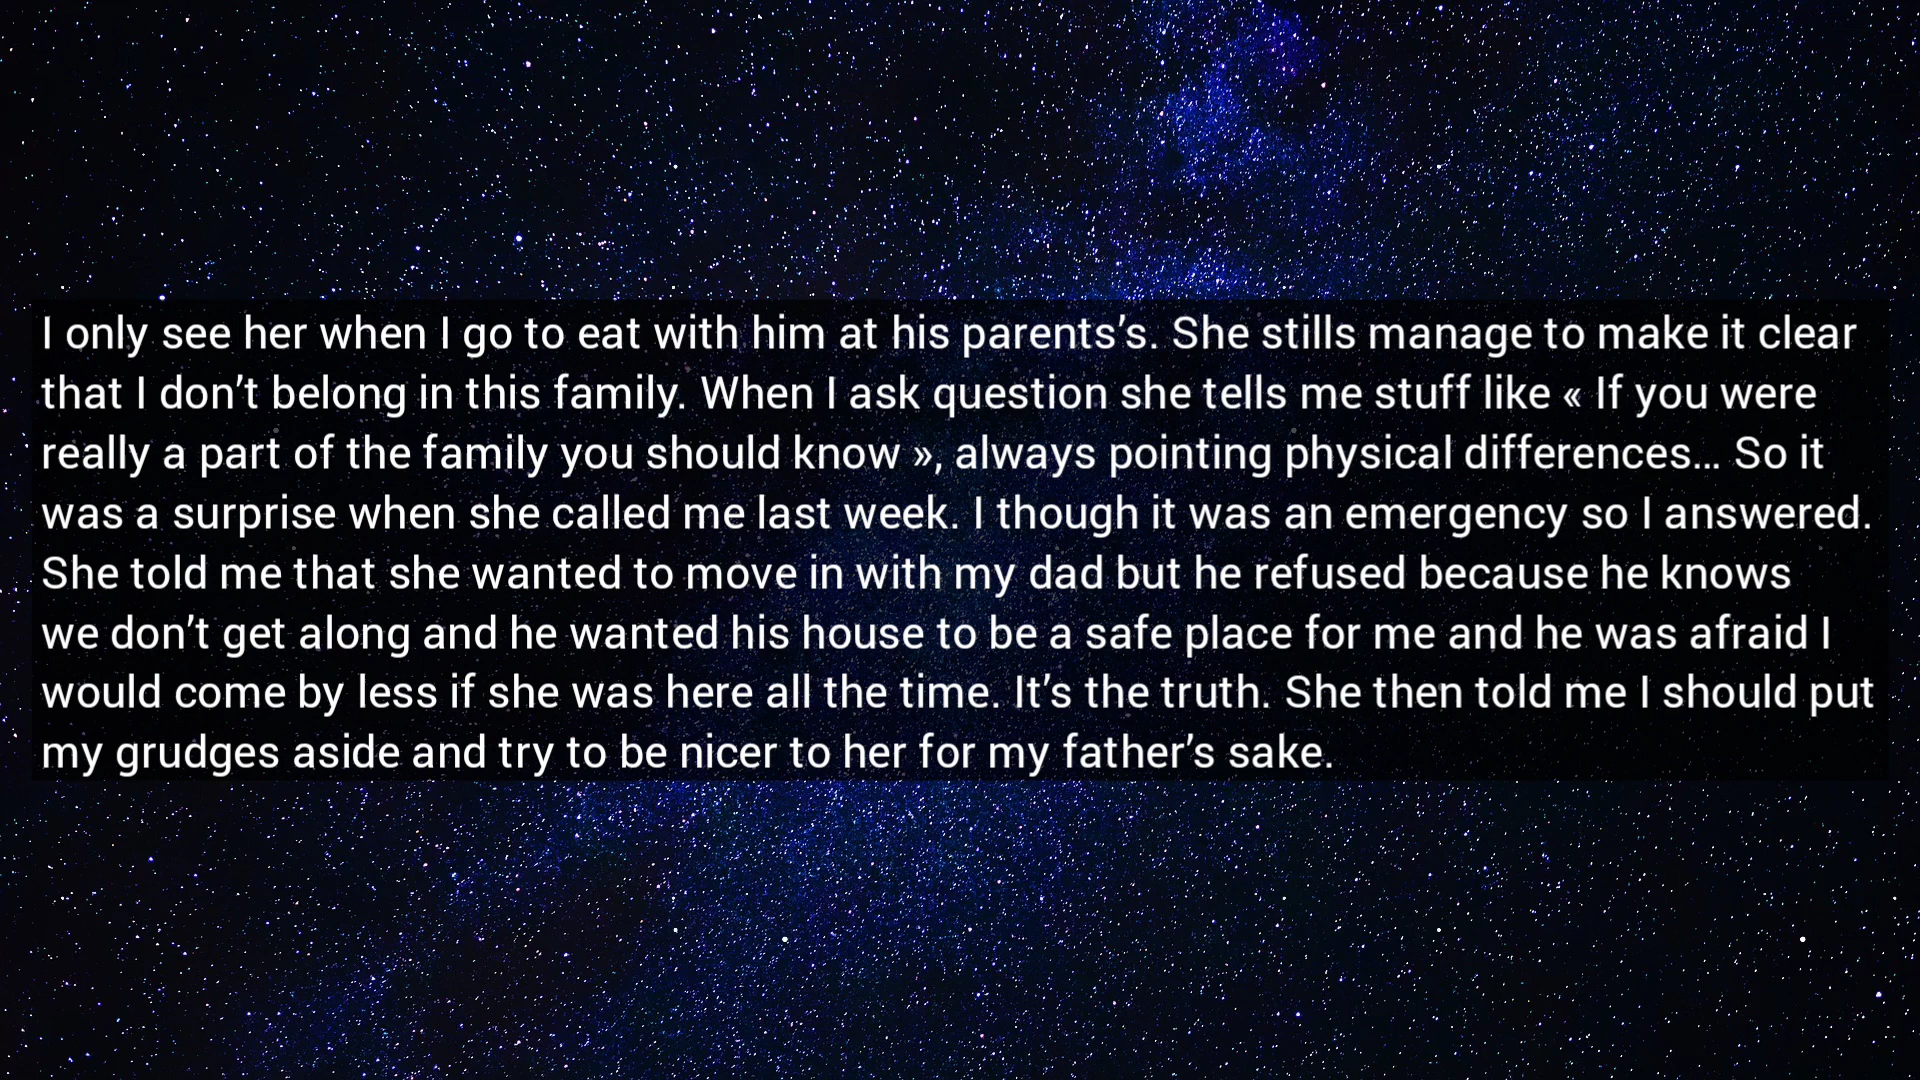 I only see her when I go to eat with him at his parents’s. She stills manage to make it clear
that I don’t belong in this family. When I ask question she tells me stuff like « If you were
really a part of the family you should know », always pointing physical differences... So it
was a surprise when she called me last week. I though it was an emergency so I answered.
She told me that she wanted to move in with my dad but he refused because he knows
we don’t get along and he wanted his house to be a safe place for me and he was afraid I
would come by less if she was here all the time. It’s the truth. She then told me I should put
my grudges aside and try to be nicer to her for my father’s sake.